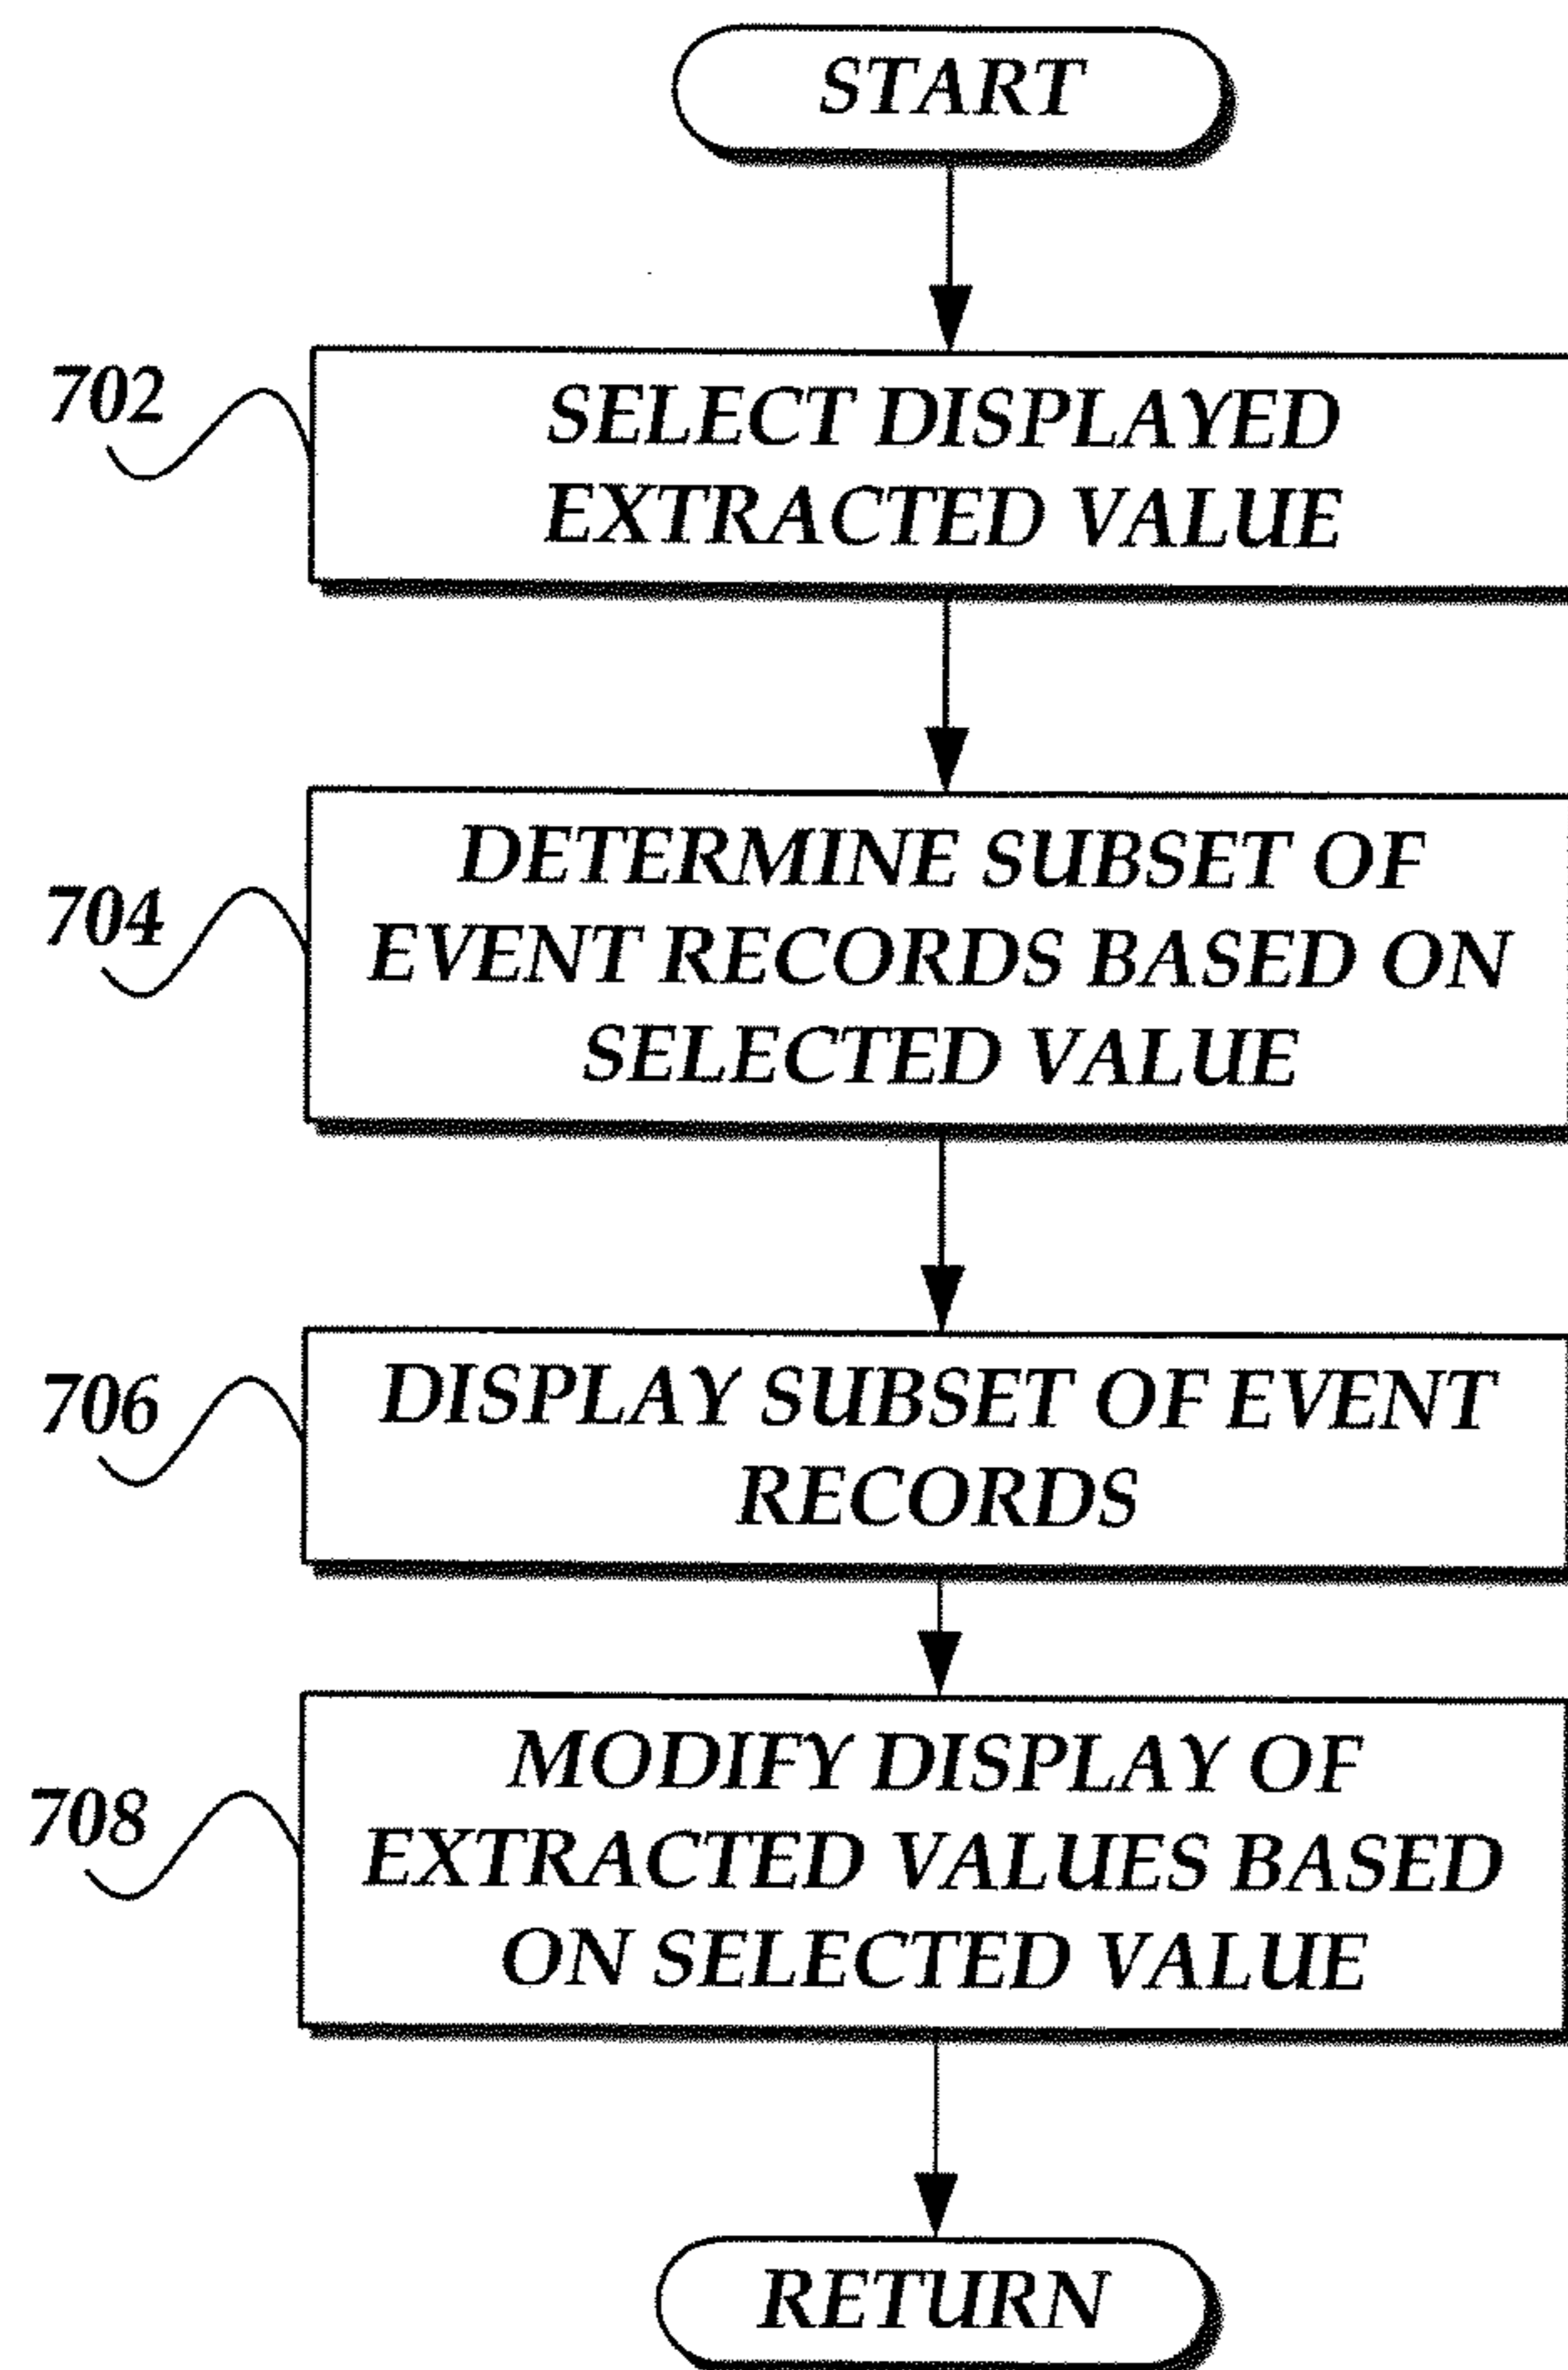 START
702
SELECT DISPLAYED
EXTRACTED VALUE
704
DETERMINE SUBSET OF
EVENT RECORDS BASED ON
SELECTED VALUE
706
DISPLAY SUBSET OF EVENT
RECORDS
708
MODIFY DISPLAY OF
EXTRACTED VALUES BASED
ON SELECTED VALUE
RETURN